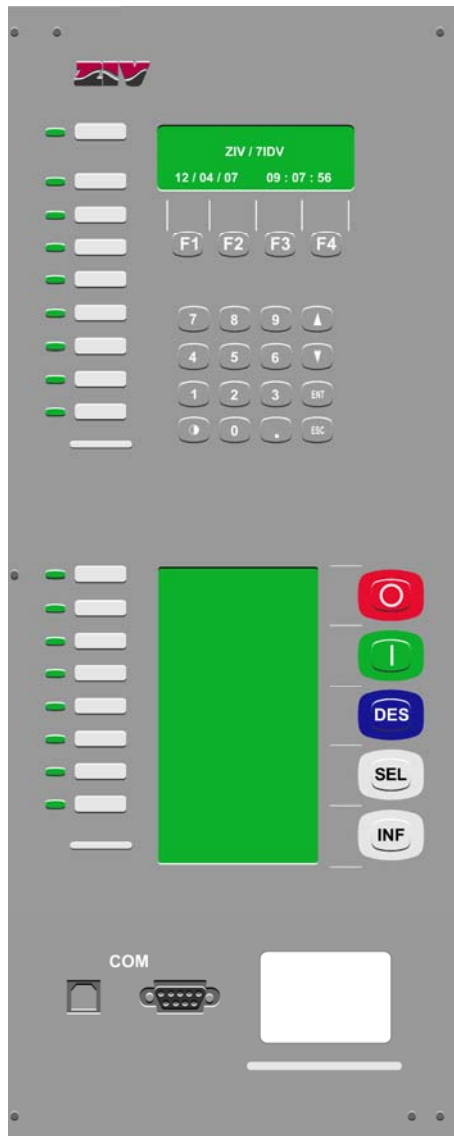 ZIV
ZIV / 7IDV
12 / 04 / 07 09 : 07 : 56
F1 F2 F3 F4
7 8 9
4 5 6
1 2 3 ENT
0 . ESC
O
I
DES
SEL
INF
COM